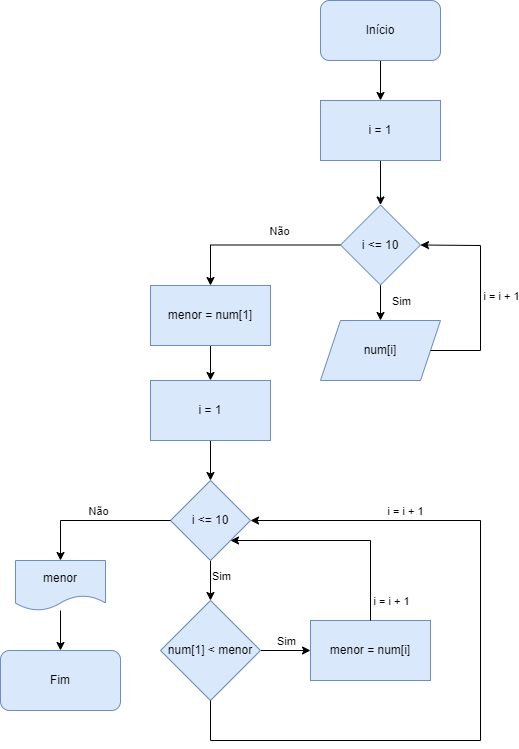 Início
i = 1
i <= 10
Não
Sim
i = i + 1
num[i]
menor = num[1]
i = 1
i <= 10
Não
i = i + 1
Sim
menor
i = i + 1
num[1] < menor
Sim
menor = num[i]
Fim